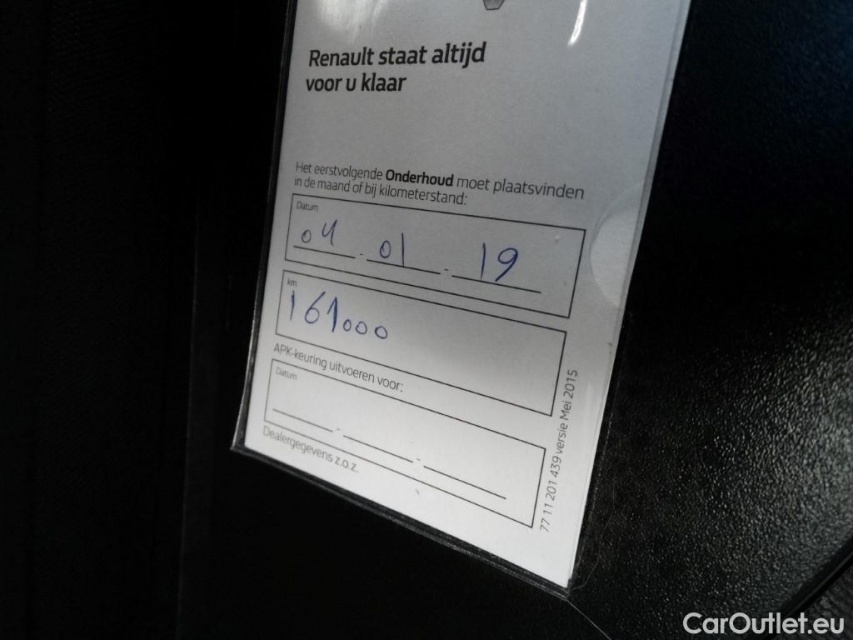 Renault staat altijd
voor u klaar
Het eerstvolgende Onderhoud moet plaatsvinden
in de maand of bij kilometerstand:
Datum
04 . 01 . 19
km
161000
APK-keuring uitvoeren voor:
Datum
Dealergegevens z.o.z.
77 11 201 439 versie Mei 2015
CarOutlet.eu